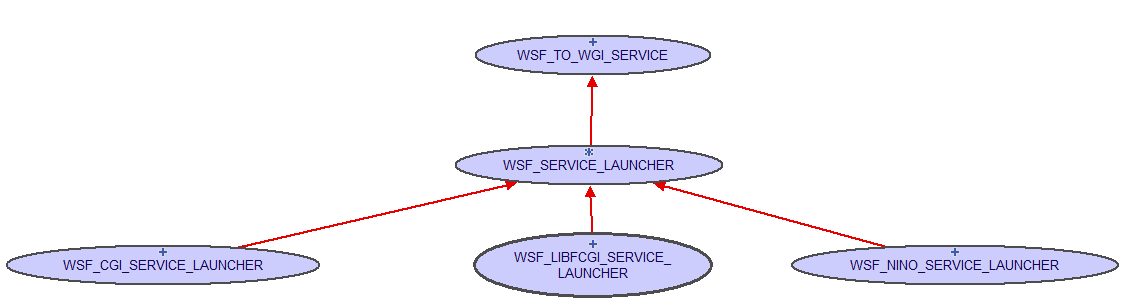 +
WSF_TO_WGI_SERVICE
*
WSF_SERVICE_LAUNCHER
+
WSF_CGI_SERVICE_LAUNCHER
+
WSF_LIBFCGI_SERVICE_
LAUNCHER
+
WSF_NINO_SERVICE_LAUNCHER